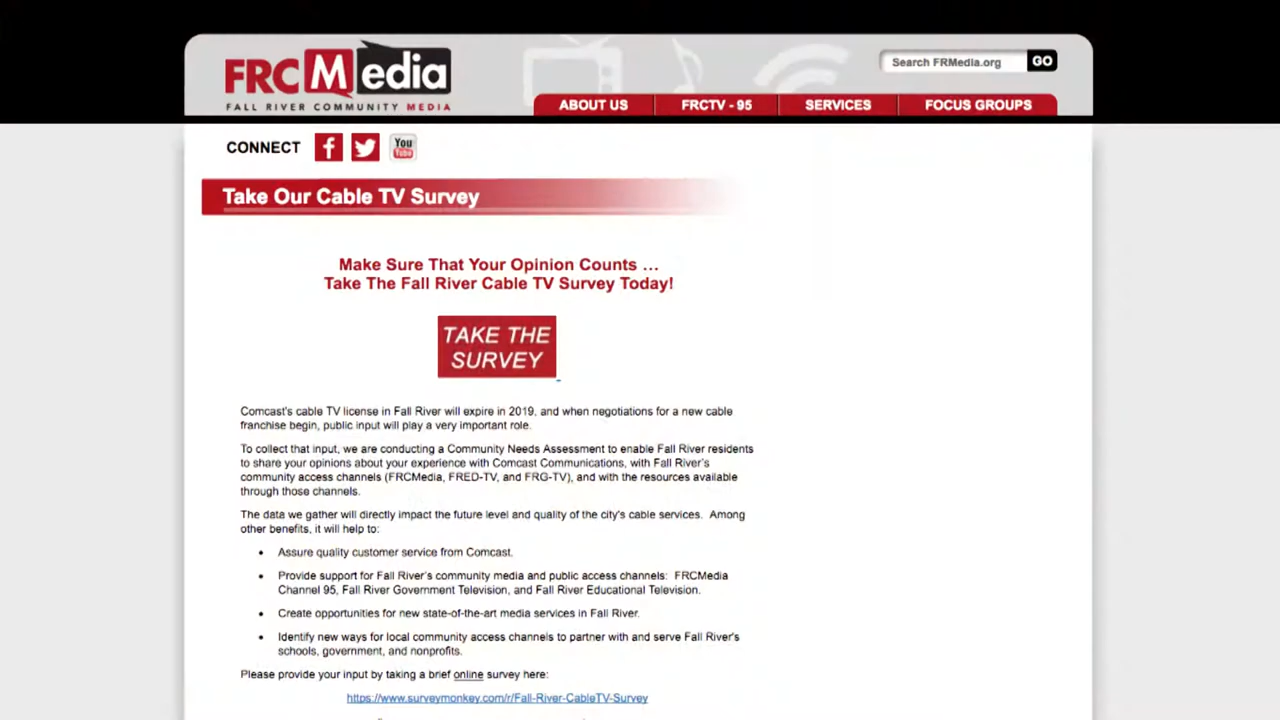 FRCMedia
FALL RIVER COMMUNITY MEDIA
Search FRMedia.org GO
ABOUT US FRCTV - 95 SERVICES FOCUS GROUPS
CONNECT f You Tube
Take Our Cable TV Survey
Make Sure That Your Opinion Counts …
Take The Fall River Cable TV Survey Today!
TAKE THE
SURVEY
Comcast's cable TV license in Fall River will expire in 2019, and when negotiations for a new cable
franchise begin, public input will play a very important role.
To collect that input, we are conducting a Community Needs Assessment to enable Fall River residents
to share your opinions about your experience with Comcast Communications, with Fall River's
community access channels (FRCMedia, FRED-TV, and FRG-TV), and with the resources available
through those channels.
The data we gather will directly impact the future level and quality of the city's cable services. Among
other benefits, it will help to:
• Assure quality customer service from Comcast.
• Provide support for Fall River's community media and public access channels: FRCMedia
Channel 95, Fall River Government Television, and Fall River Educational Television.
• Create opportunities for new state-of-the-art media services in Fall River.
• Identify new ways for local community access channels to partner with and serve Fall River's
schools, government, and nonprofits.
Please provide your input by taking a brief online survey here:
https://www.surveymonkey.com/r/Fall-River-CableTV-Survey